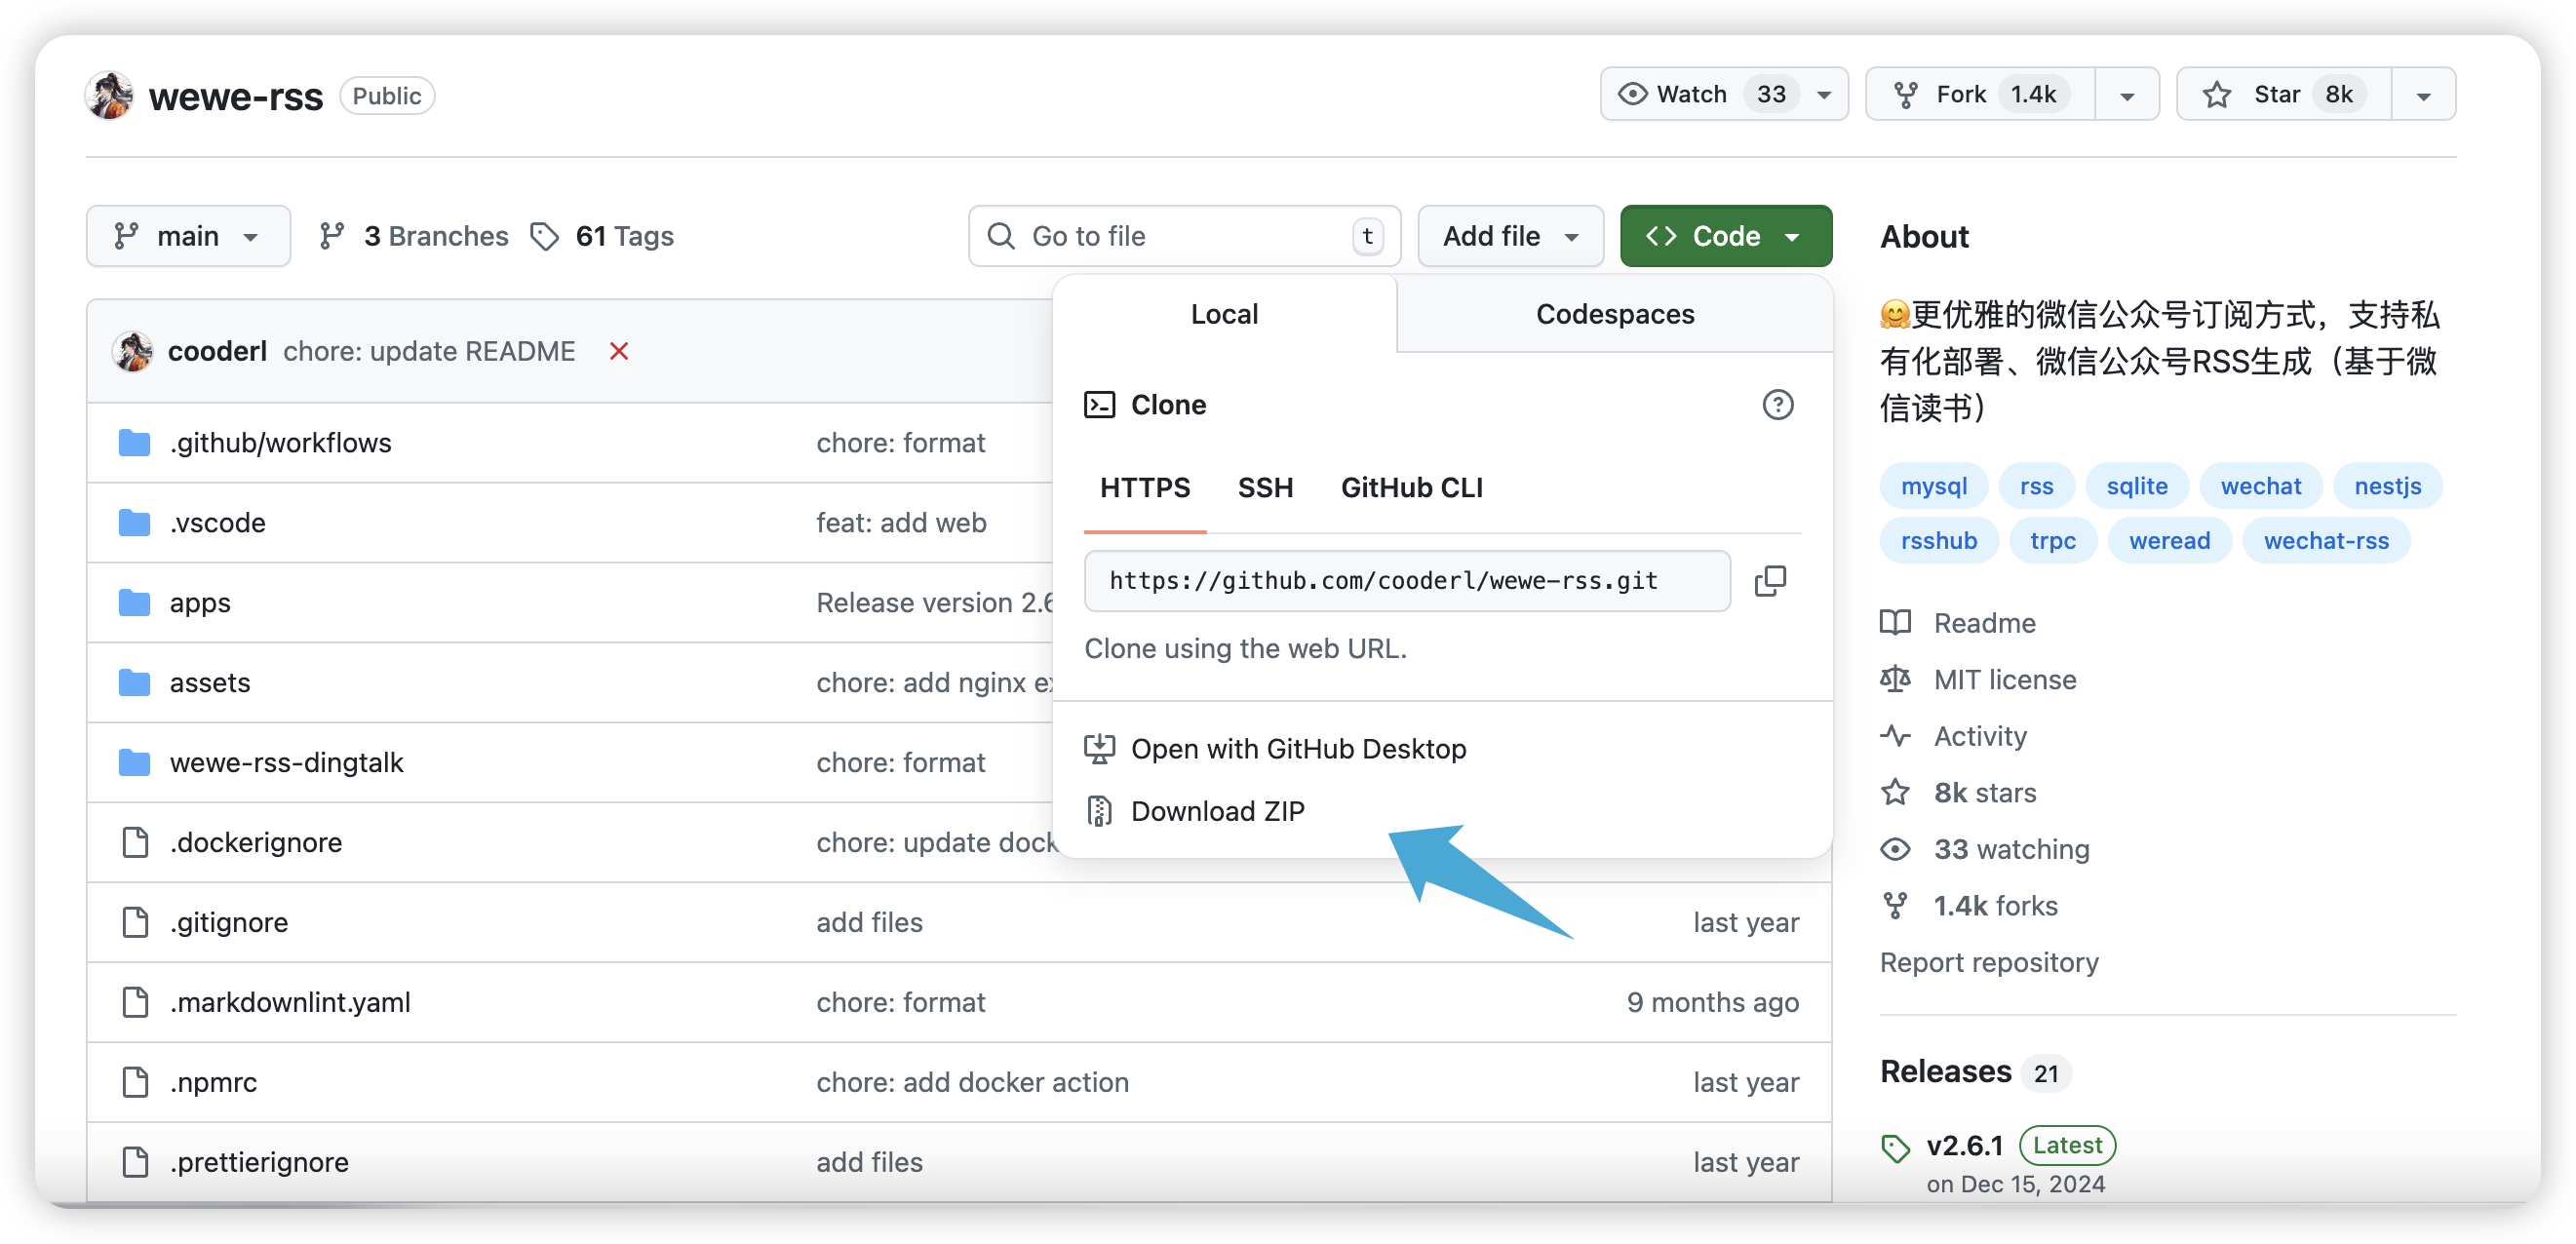 wewe-rss Public
Watch 33 Fork 1.4k Star 8k
main 3 Branches 61 Tags
Go to file t Add file Code
cooderl chore: update README
.github/workflows chore: format
.vscode feat: add web
apps Release version 2.6
assets chore: add nginx ex
wewe-rss-dingtalk chore: format
.dockerignore chore: update dock
.gitignore add files last year
.markdownlint.yaml chore: format 9 months ago
.npmrc chore: add docker action last year
.prettierignore add files last year
Local Codespaces
Clone
HTTPS SSH GitHub CLI
https://github.com/cooderl/wewe-rss.git
Clone using the web URL.
Open with GitHub Desktop
Download ZIP
About
🤗更优雅的微信公众号订阅方式，支持私
有化部署、微信公众号RSS生成（基于微
信读书）
mysql rss sqlite wechat nestjs
rsshub trpc weread wechat-rss
Readme
MIT license
Activity
8k stars
33 watching
1.4k forks
Report repository
Releases 21
v2.6.1 Latest
on Dec 15, 2024